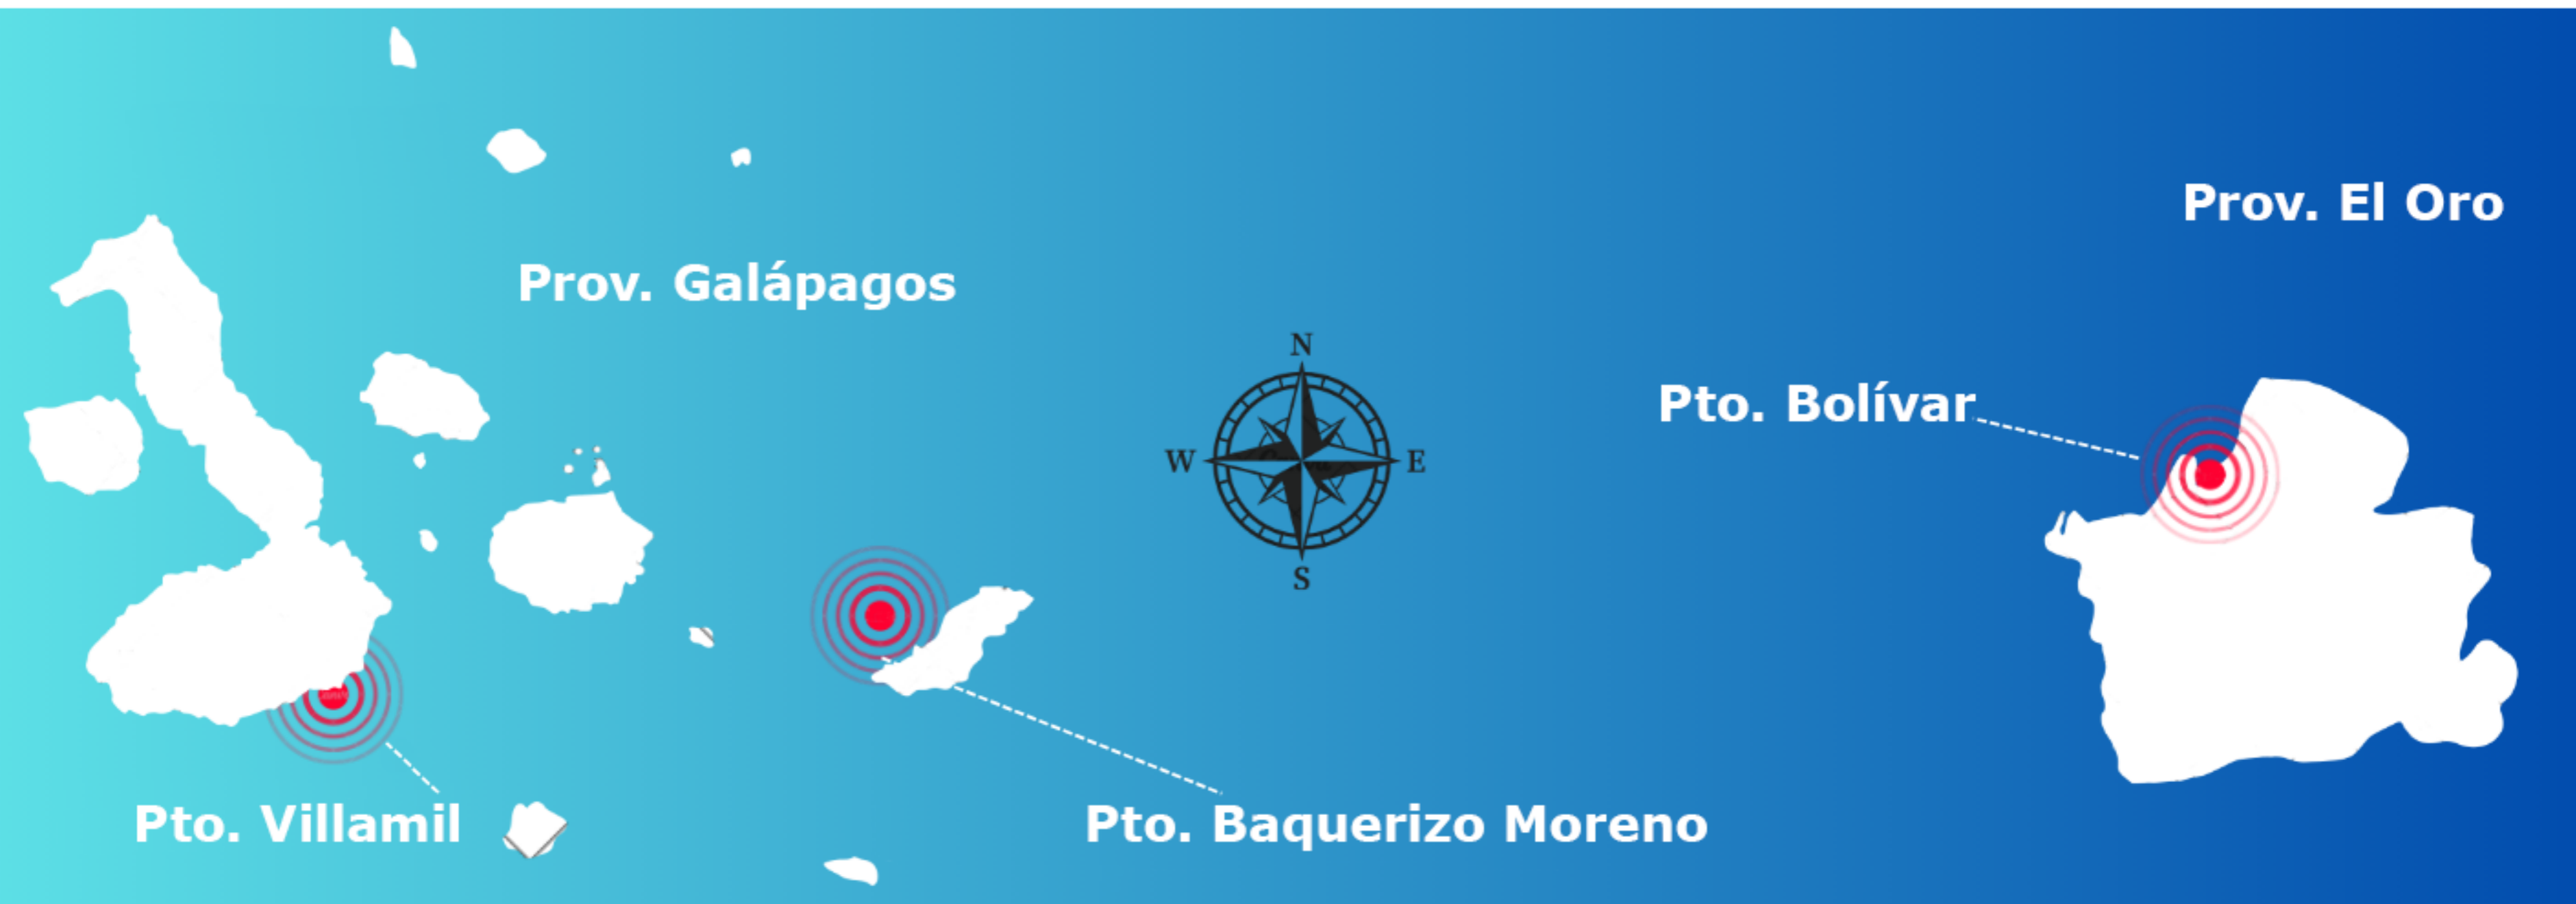 Prov. El Oro
Prov. Galápagos
N
W
E
S
Pto. Bolívar
Pto. Villamil
Pto. Baquerizo Moreno